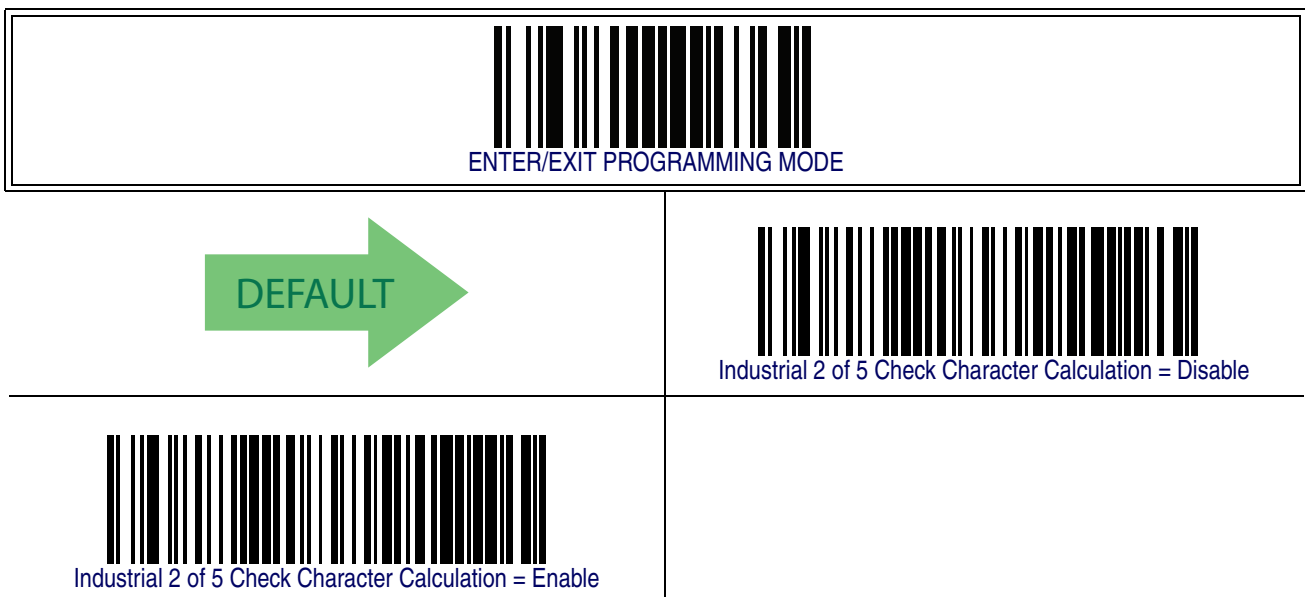 ENTER/EXIT PROGRAMMING MODE
DEFAULT
Industrial 2 of 5 Check Character Calculation = Disable
Industrial 2 of 5 Check Character Calculation = Enable